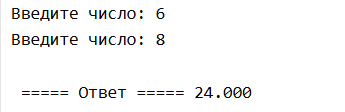 Введите число: 6
Введите число: 8
===== Ответ ===== 24.000